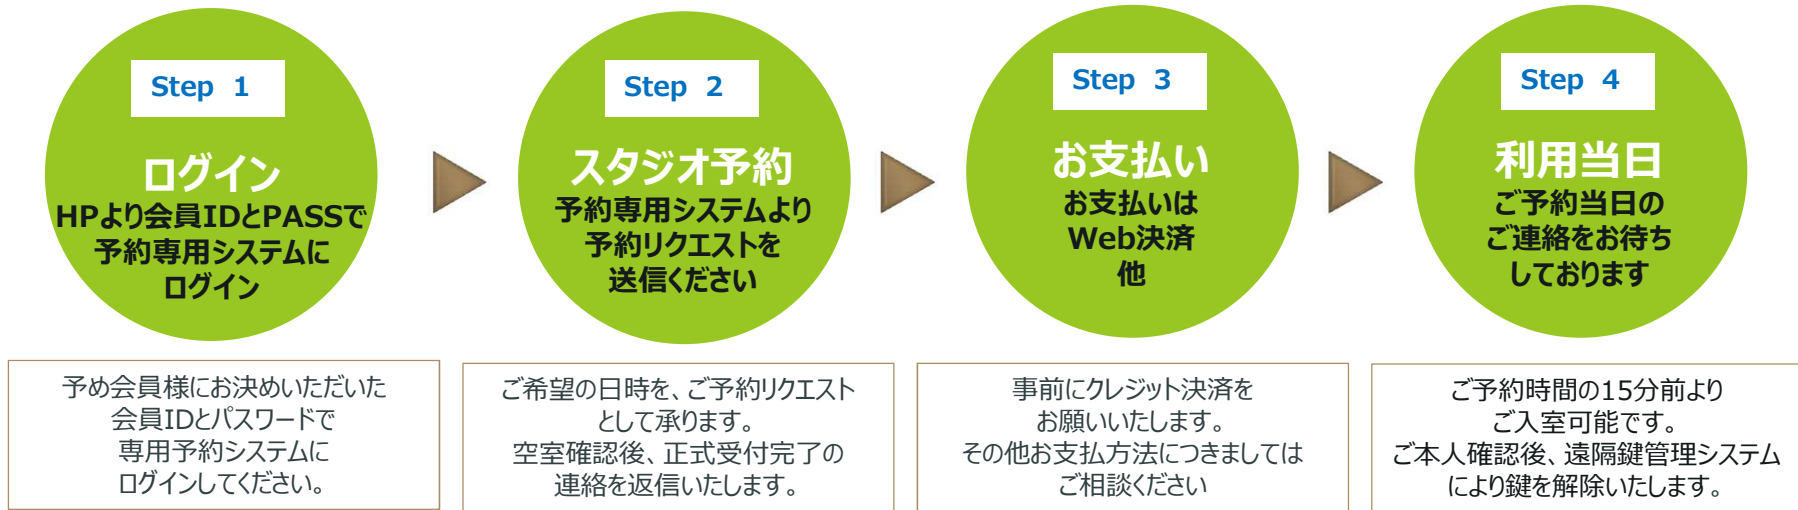 Step 1
ログイン
HPより会員IDとPASSで
予約専用システムに
ログイン
予め会員様にお決めいただいた
会員IDとパスワードで
専用予約システムに
ログインしてください。
Step 2
スタジオ予約
予約専用システムより
予約リクエストを
送信ください
ご希望の日時を、ご予約リクエスト
として承ります。
空室確認後、正式受付完了の
連絡を返信いたします。
Step 3
お支払い
お支払いは
Web決済
他
事前にクレジット決済を
お願いいたします。
その他お支払方法につきましては
ご相談ください
Step 4
利用当日
ご予約当日の
ご連絡をお待ち
しております
ご予約時間の15分前より
ご入室可能です。
ご本人確認後、遠隔鍵管理システム
により鍵を解除いたします。